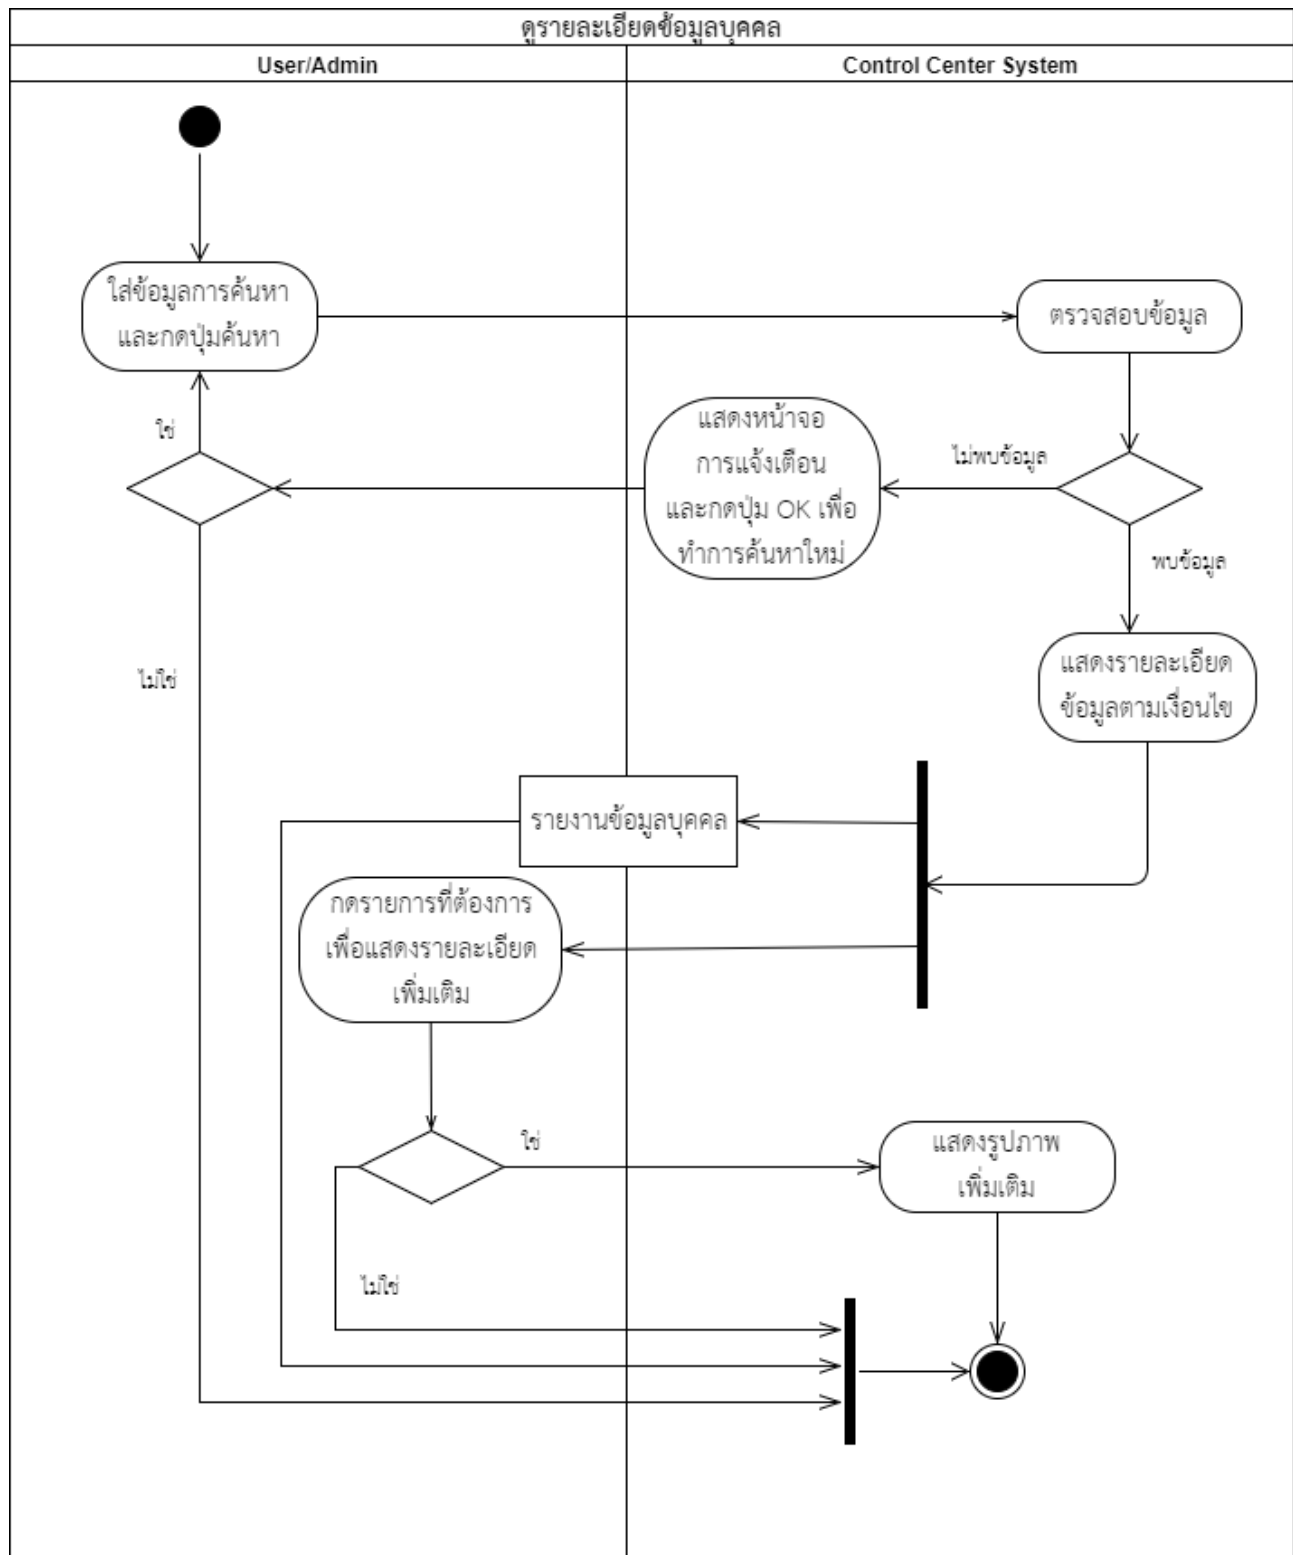 ดูรายละเอียดข้อมูลบุคคล
User/Admin
Control Center System
ใส่ข้อมูลการค้นหา
และกดปุ่มค้นหา
ตรวจสอบข้อมูล
ใช่
แสดงหน้าจอ
การแจ้งเตือน
และกดปุ่ม OK เพื่อ
ทำการค้นหาใหม่
ไม่พบข้อมูล
พบข้อมูล
ไม่ใช่
แสดงรายละเอียด
ข้อมูลตามเงื่อนไข
รายงานข้อมูลบุคคล
กดรายการที่ต้องการ
เพื่อแสดงรายละเอียด
เพิ่มเติม
ใช่
แสดงรูปภาพ
เพิ่มเติม
ไม่ใช่